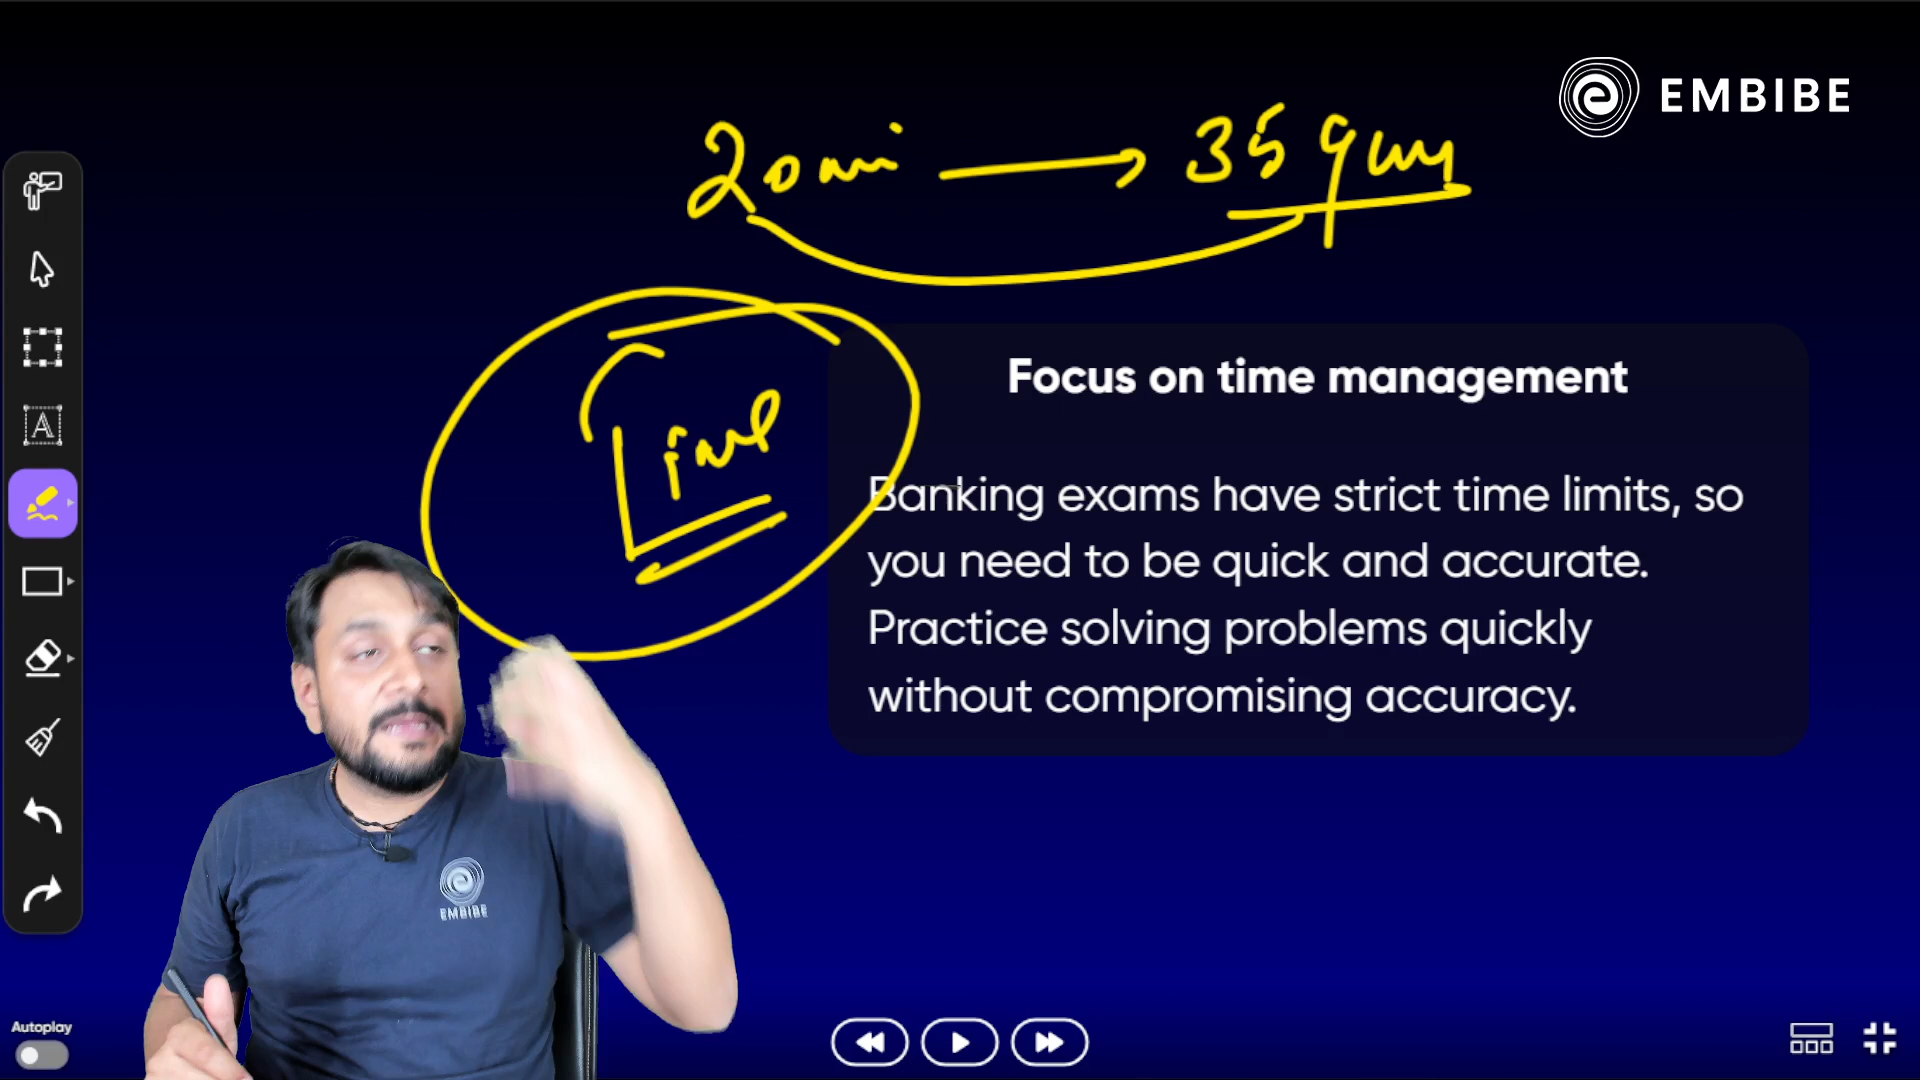 EMBIBE
20 min → 35 ques
Time
Focus on time management
Banking exams have strict time limits, so
you need to be quick and accurate.
Practice solving problems quickly
without compromising accuracy.
A
EMBIBE
Autoplay